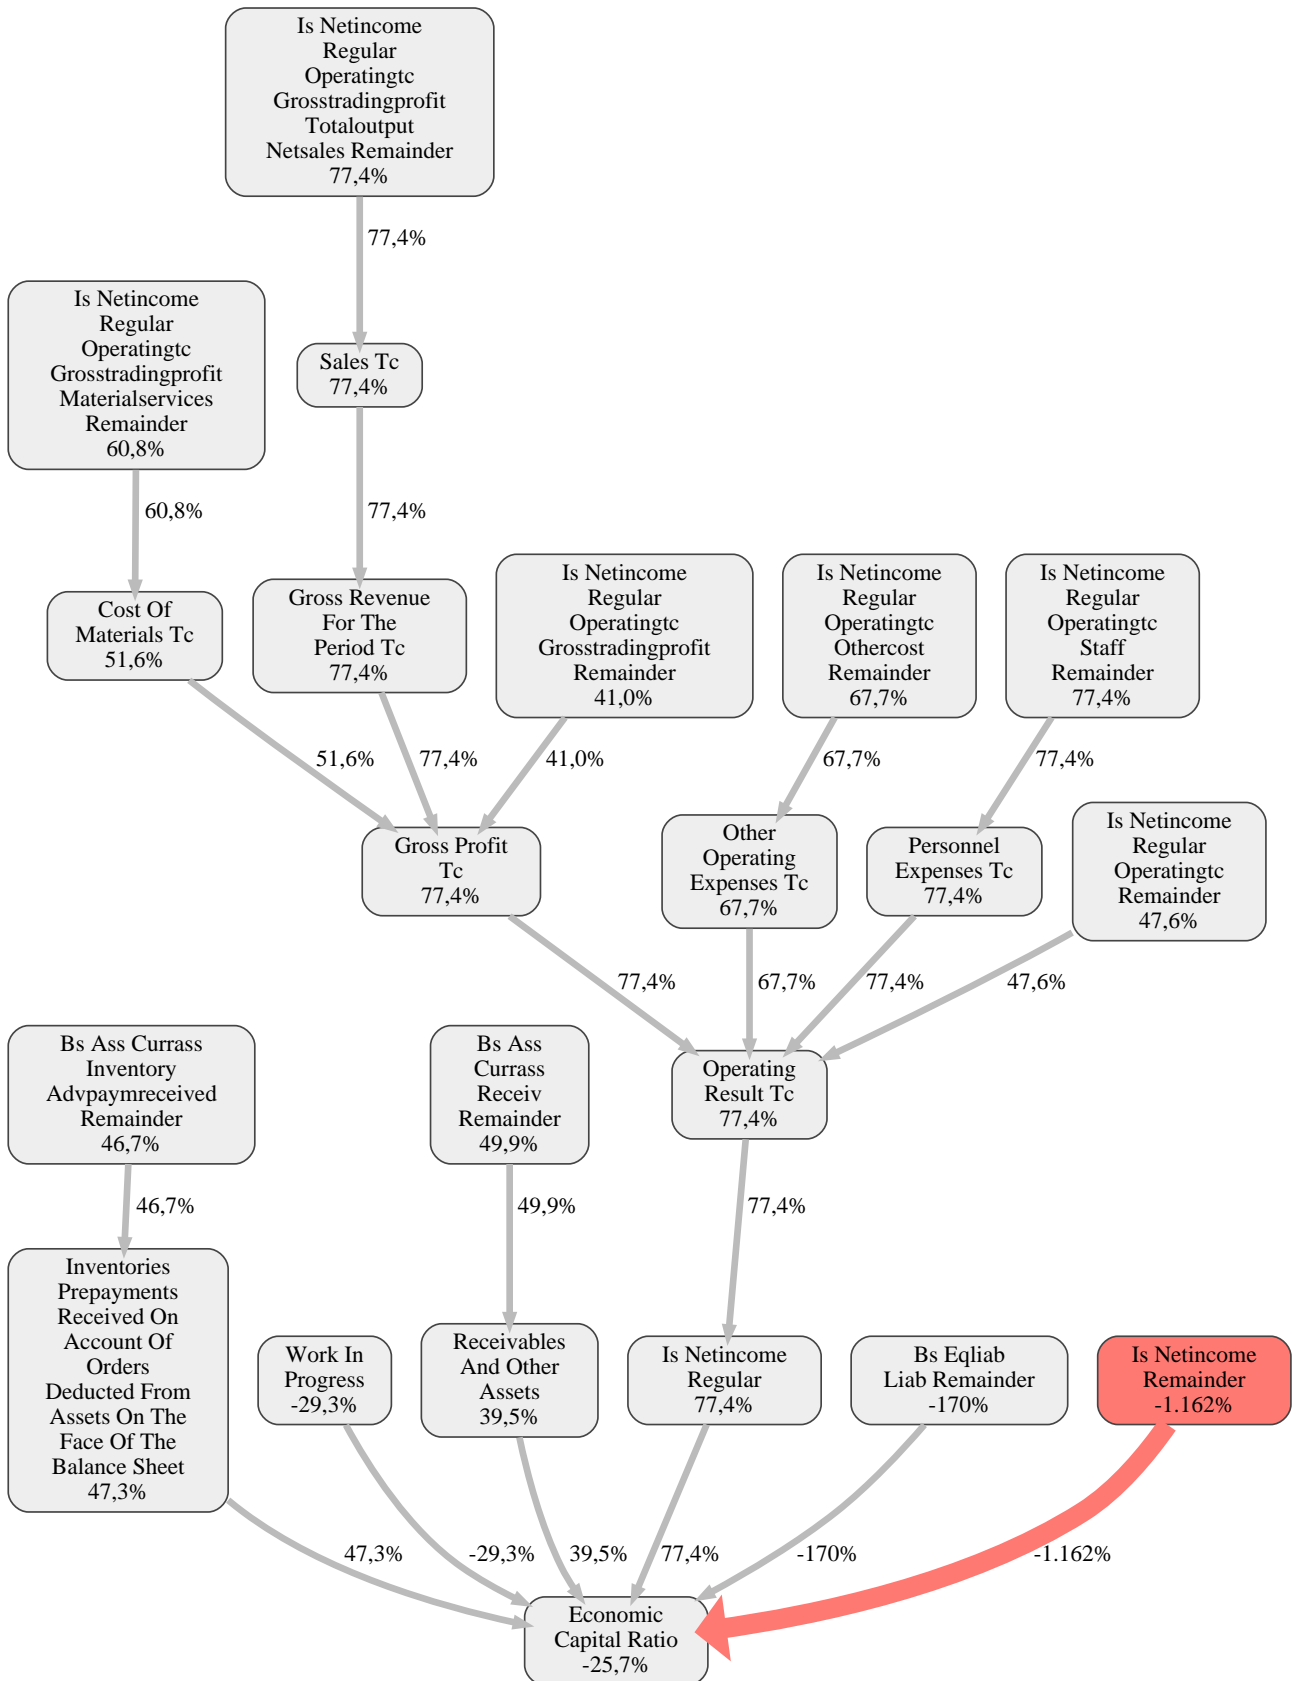 Is Netincome
Regular
Operatingtc
Grosstradingprofit
Totaloutput
Netsales Remainder
77,4%
77,4%
Is Netincome
Regular
Operatingtc
Grosstradingprofit
Materialservices
Remainder
60,8%
Sales Tc
77,4%
60,8%
77,4%
Cost Of
Materials Tc
51,6%
Gross Revenue
For The
Period Tc
77,4%
Is Netincome
Regular
Operatingtc
Grosstradingprofit
Remainder
41,0%
Is Netincome
Regular
Operatingtc
Othercost
Remainder
67,7%
Is Netincome
Regular
Operatingtc
Staff
Remainder
77,4%
51,6%
77,4%
41,0%
67,7%
77,4%
Gross Profit
Tc
77,4%
Other
Operating
Expenses Tc
67,7%
Personnel
Expenses Tc
77,4%
Is Netincome
Regular
Operatingtc
Remainder
47,6%
77,4%
67,7%
77,4%
47,6%
Bs Ass Currass
Inventory
Advpaymreceived
Remainder
46,7%
Bs Ass
Currass
Receiv
Remainder
49,9%
Operating
Result Tc
77,4%
46,7%
49,9%
77,4%
Inventories
Prepayments
Received On
Account Of
Orders
Deducted From
Assets On The
Face Of The
Balance Sheet
47,3%
Work In
Progress
-29,3%
Receivables
And Other
Assets
39,5%
Is Netincome
Regular
77,4%
Bs Eqliab
Liab Remainder
-170%
Is Netincome
Remainder
-1.162%
47,3%
-29,3%
39,5%
77,4%
-170%
-1.162%
Economic
Capital Ratio
-25,7%